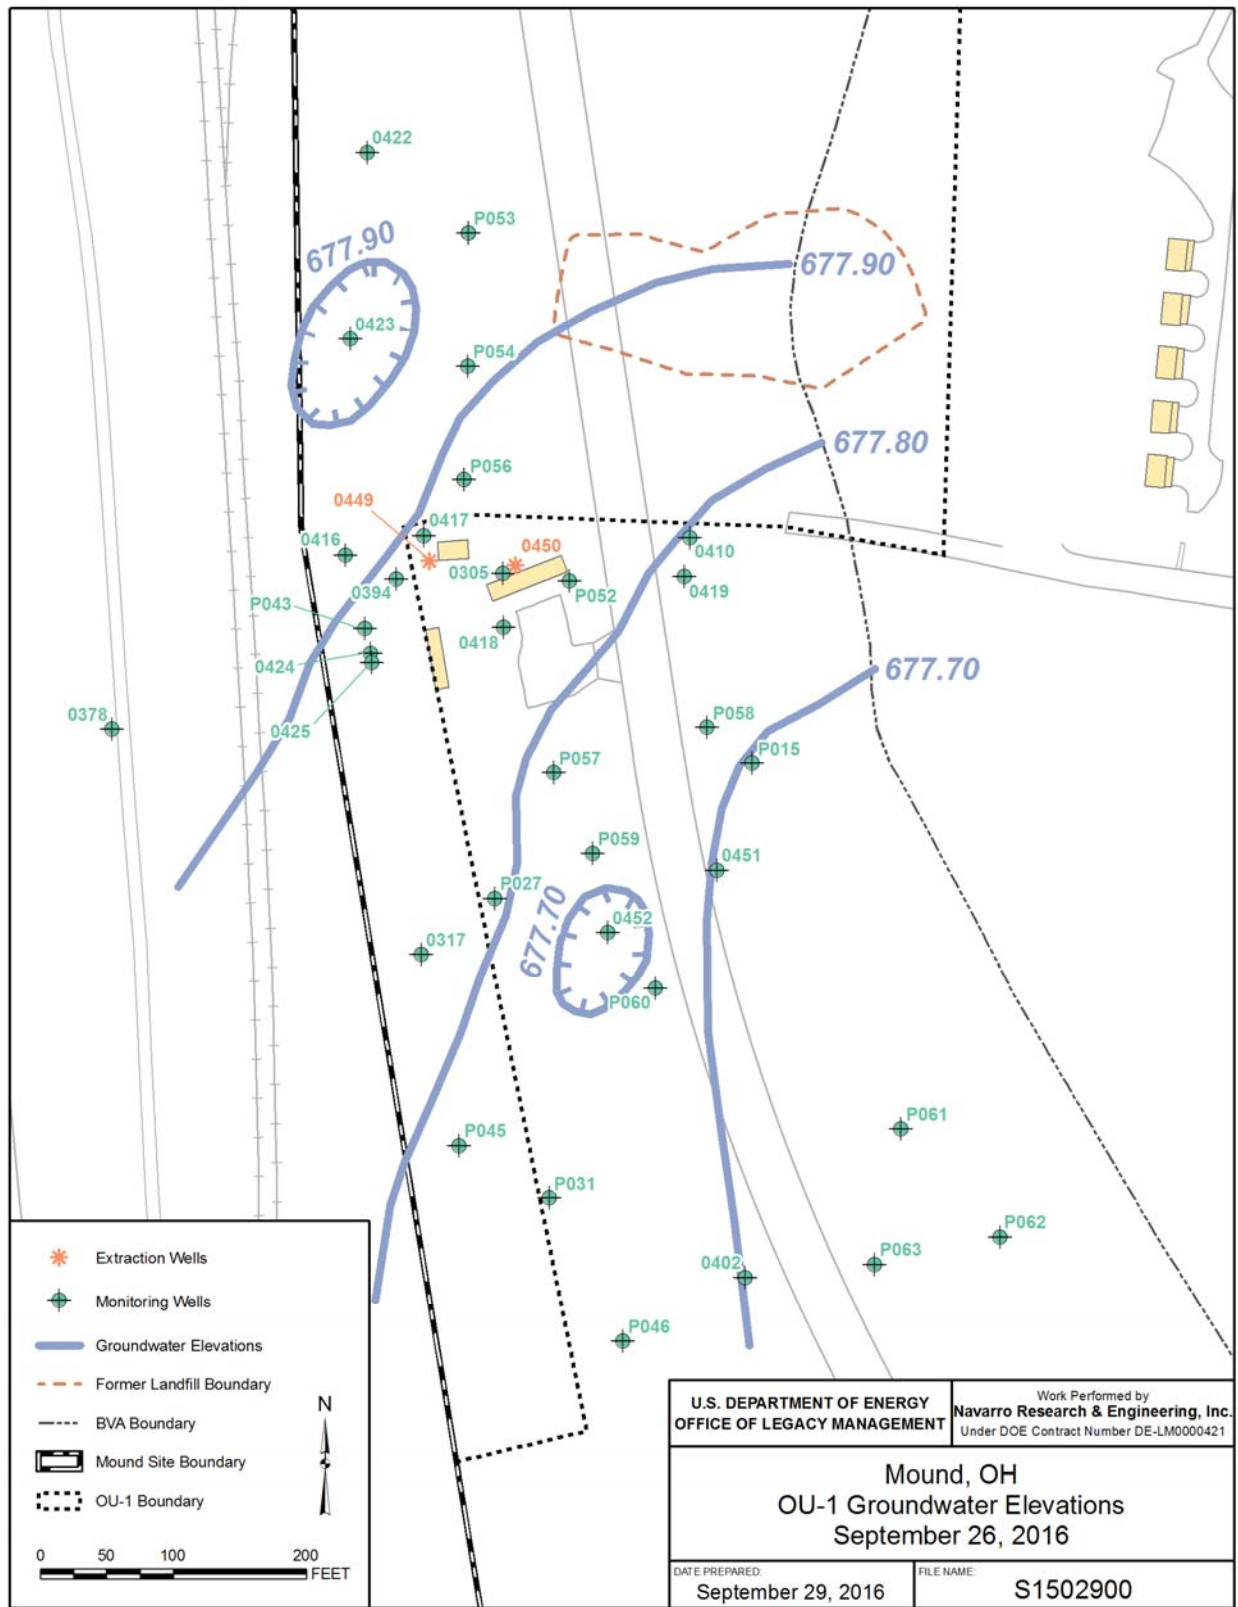 0422
P053
677.90
677.90
0423
P054
677.80
P056
0449
0417
0416
0450
0410
0305
0394
P052
0419
P043
0418
0424
677.70
0378
0425
P058
P015
P057
P059
0451
P027
677.70
0452
0317
P060
P061
P045
P031
P062
P063
0402
P046
Extraction Wells
Monitoring Wells
Groundwater Elevations
Former Landfill Boundary
BVA Boundary
Mound Site Boundary
OU-1 Boundary
N
0 50 100 200
FEET
U.S. DEPARTMENT OF ENERGY
OFFICE OF LEGACY MANAGEMENT
Work Performed by
Navarro Research & Engineering, Inc.
Under DOE Contract Number DE-LM0000421
Mound, OH
OU-1 Groundwater Elevations
September 26, 2016
DATE PREPARED:
September 29, 2016
FILE NAME:
S1502900